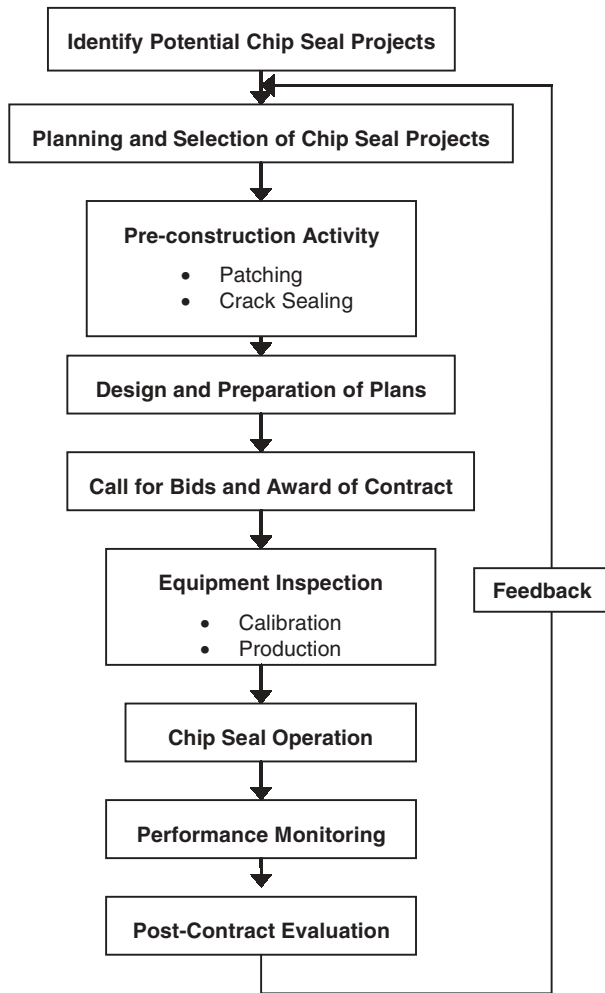 Identify Potential Chip Seal Projects
Planning and Selection of Chip Seal Projects
Pre-construction Activity
• Patching
• Crack Sealing
Design and Preparation of Plans
Call for Bids and Award of Contract
Equipment Inspection
• Calibration
• Production
Feedback
Chip Seal Operation
Performance Monitoring
Post-Contract Evaluation